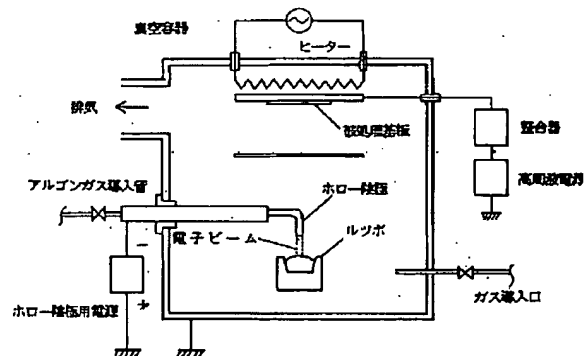 真空容器
ヒーター
排気
被処理基板
整合器
高周波電源
アルゴンガス導入管
ホロー陰極
ルツボ
電子ビーム
−
+
ホロー陰極用電源
ガス導入口